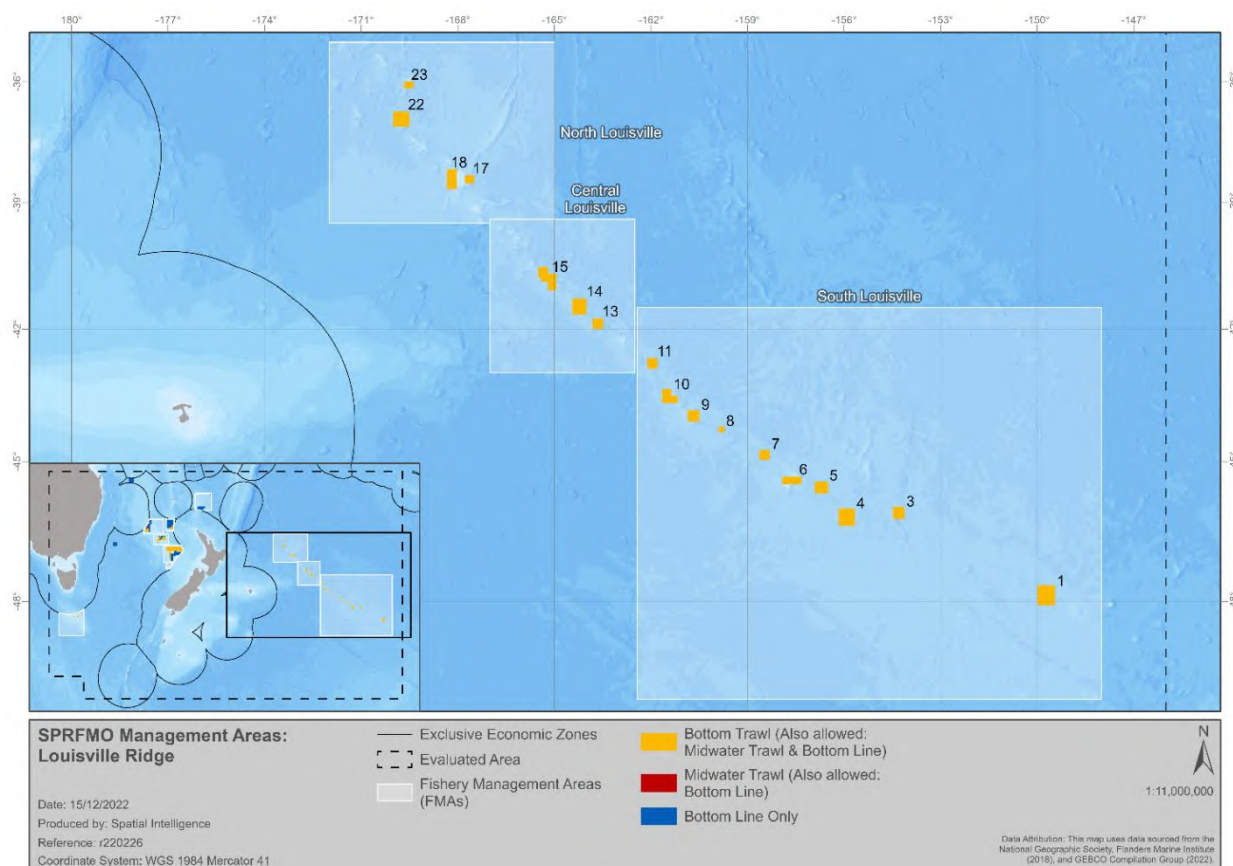 180°
-177°
-174°
-171°
-168°
-165°
-162°
-159°
-156°
-153°
-150°
-147°
-36°
-36°
23
22
North Louisville
18
17
-39°
-39°
Central
Louisville
15
14
South Louisville
13
-42°
-42°
11
10
9
8
7
-45°
-45°
6
5
4
3
1
-48°
-48°
SPRFMO Management Areas:
Louisville Ridge
Date: 15/12/2022
Produced by: Spatial Intelligence
Reference: r220226
Coordinate System: WGS 1984 Mercator 41
Exclusive Economic Zones
Evaluated Area
Fishery Management Areas
(FMAs)
Bottom Trawl (Also allowed:
Midwater Trawl & Bottom Line)
Midwater Trawl (Also allowed:
Bottom Line)
Bottom Line Only
N
1:11,000,000
Data Attribution: This map uses data sourced from the
National Geographic Society, Flanders Marine Institute
(2018), and GEBCO Compilation Group (2022).